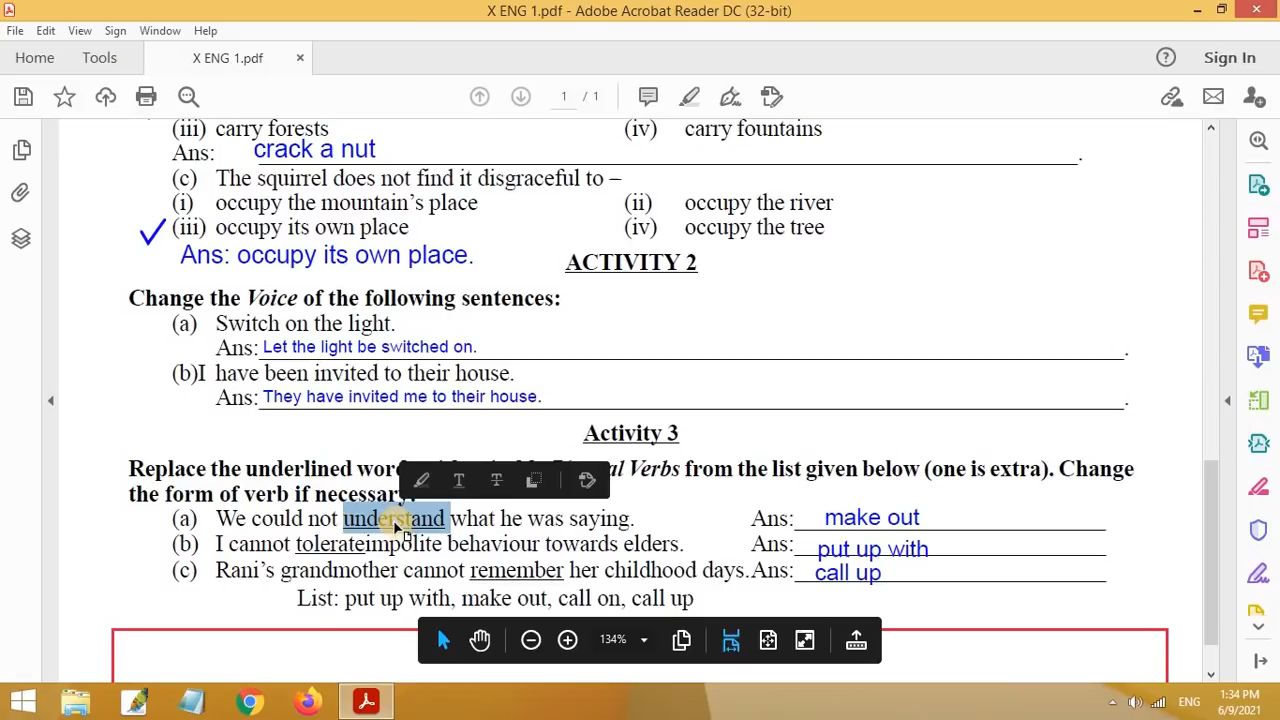 X ENG 1.pdf - Adobe Acrobat Reader DC (32-bit)
File Edit View Sign Window Help
Home Tools X ENG 1.pdf × Sign In
1 / 1
(iii) carry forests (iv) carry fountains
Ans: crack a nut .
(c) The squirrel does not find it disgraceful to –
(i) occupy the mountain's place (ii) occupy the river
(iii) occupy its own place (iv) occupy the tree
Ans: occupy its own place.
ACTIVITY 2
Change the Voice of the following sentences:
(a) Switch on the light.
Ans: Let the light be switched on. .
(b)I have been invited to their house.
Ans: They have invited me to their house. .
Activity 3
Replace the underlined Verbs from the list given below (one is extra). Change
the form of verb if necessary.
(a) We could not understand what he was saying. Ans: make out
(b) I cannot tolerateimpolite behaviour towards elders. Ans: put up with
(c) Rani's grandmother cannot remember her childhood days.Ans: call up
List: put up with, make out, call on, call up
134%
ENG
1:34 PM
6/9/2021